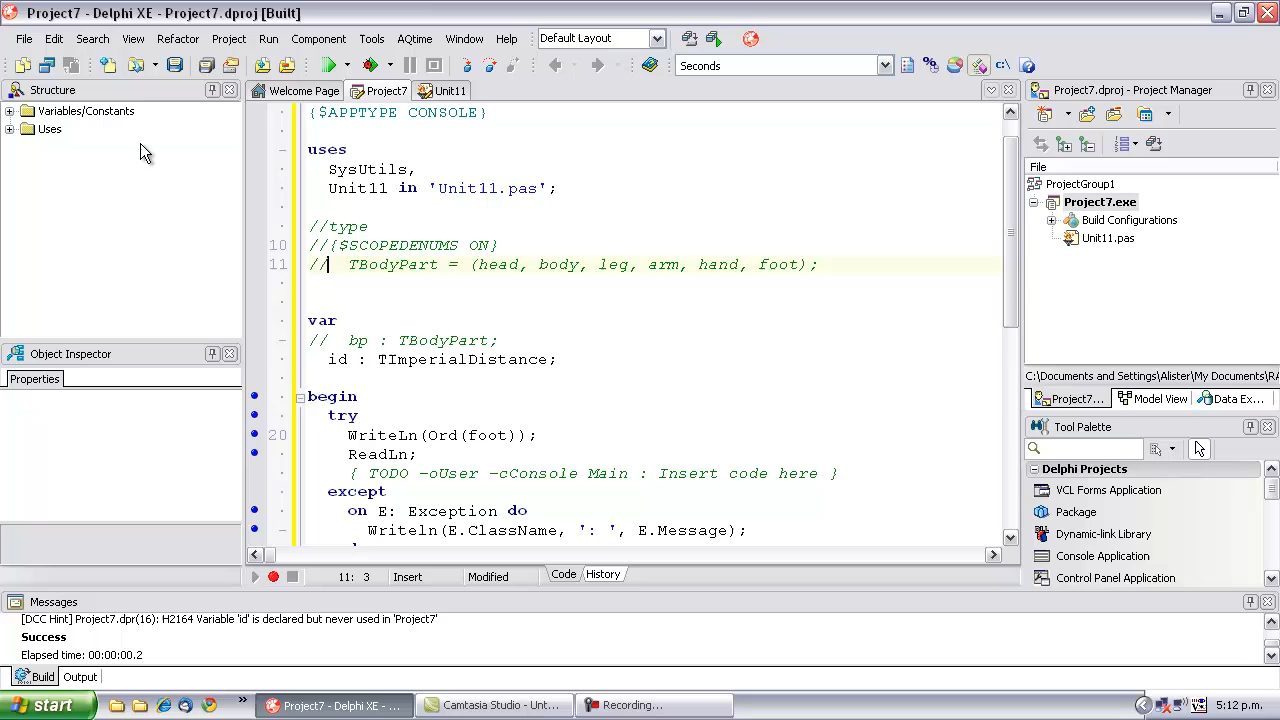 Project7 - Delphi XE - Project7.dproj [Built]
File Edit Search View Refactor Project Run Component Tools AQtime Window Help Default Layout
Seconds
Structure
Variables/Constants
Uses
Object Inspector
Properties
Welcome Page Project7 Unit11
{$APPTYPE CONSOLE}
uses
SysUtils,
Unit11 in 'Unit11.pas';
//type
10 //{$SCOPEDENUMS ON}
11 // TBodyPart = (head, body, leg, arm, hand, foot);
var
// bp : TBodyPart;
id : TImperialDistance;
begin
try
20 WriteLn(Ord(foot));
ReadLn;
{ TODO -oUser -cConsole Main : Insert code here }
except
on E: Exception do
Writeln(E.ClassName, ': ', E.Message);
11: 3 Insert Modified Code History
Project7.dproj - Project Manager
File
ProjectGroup1
Project7.exe
Build Configurations
Unit11.pas
C:\Documents and Settings\Alister\My Documents\RA
Project7... Model View Data Ex...
Tool Palette
Delphi Projects
VCL Forms Application
Package
Dynamic-link Library
Console Application
Control Panel Application
Messages
[DCC Hint] Project7.dpr(16): H2164 Variable 'id' is declared but never used in 'Project7'
Success
Elapsed time: 00:00:00.2
Build Output
start Project7 - Delphi XE - ... Camtasia Studio - Unt... Recording... 5:12 p.m.